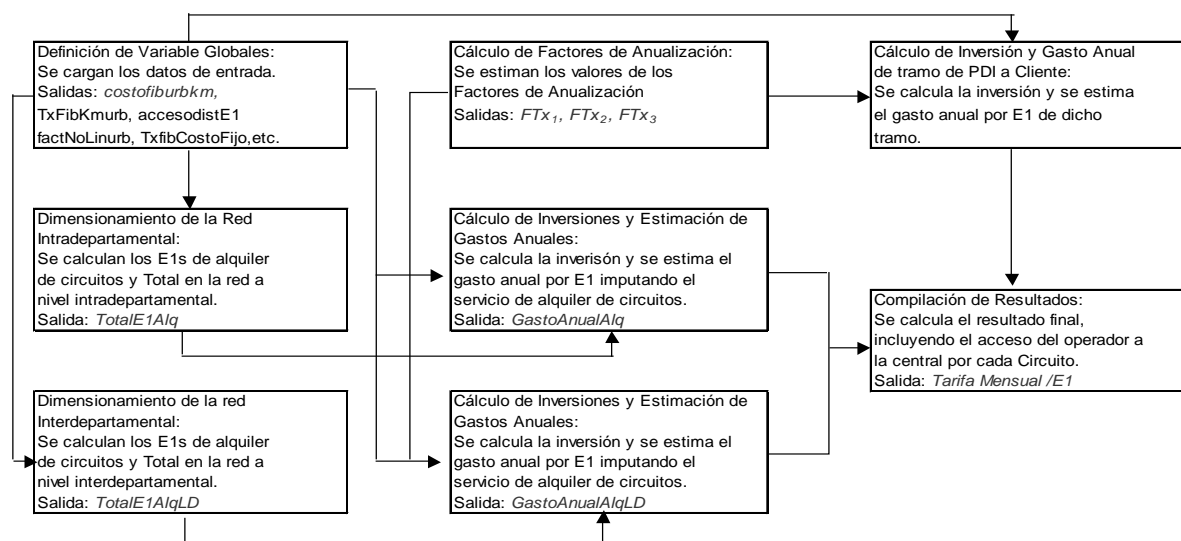 Definición de Variable Globales:
Se cargan los datos de entrada.
Salidas: costofiburbkm,
TxFibKmurb, accesodistE1
factNoLinurb, TxfibCostoFijo,etc.
Cálculo de Factores de Anualización:
Se estiman los valores de los
Factores de Anualización
Salidas: FTx1, FTx2, FTx3
Cálculo de Inversión y Gasto Anual
de tramo de PDI a Cliente:
Se calcula la inversión y se estima
el gasto anual por E1 de dicho
tramo.
Dimensionamiento de la Red
Intradepartamental:
Se calculan los E1s de alquiler
de circuitos y Total en la red a
nivel intradepartamental.
Salida: TotalE1Alq
Cálculo de Inversiones y Estimación de
Gastos Anuales:
Se calcula la inverisón y se estima el
gasto anual por E1 imputando el
servicio de alquiler de circuitos.
Salida: GastoAnualAlq
Compilación de Resultados:
Se calcula el resultado final,
incluyendo el acceso del operador a
la central por cada Circuito.
Salida: Tarifa Mensual /E1
Dimensionamiento de la red
Interdepartamental:
Se calculan los E1s de alquiler
de circuitos y Total en la red a
nivel interdepartamental.
Salida: TotalE1AlqLD
Cálculo de Inversiones y Estimación de
Gastos Anuales:
Se calcula la inversión y se estima el
gasto anual por E1 imputando el
servicio de alquiler de circuitos.
Salida: GastoAnualAlqLD